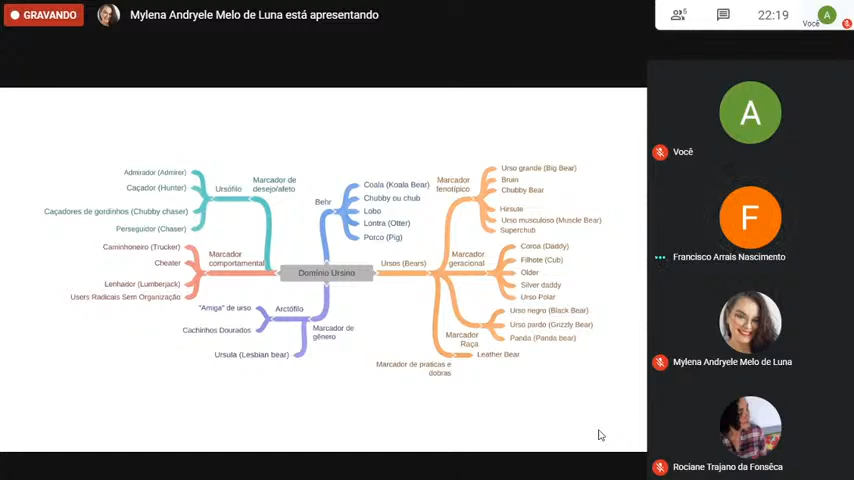 GRAVANDO
Mylena Andryele Melo de Luna está apresentando
5
22:19
Você
A
Admirador (Admirer)
Caçador (Hunter)
Caçadores de gordinhos (Chubby chaser)
Perseguidor (Chaser)
Ursófilo
Marcador de
desejo/afeto
Caminhoneiro (Trucker)
Cheater
Lenhador (Lumberjack)
Users Radicais Sem Organização
Marcador
comportamental
"Amiga" de urso
Cachinhos Dourados
Arctófilo
Ursula (Lesbian bear)
Marcador de
gênero
Domínio Ursino
Behr
Coala (Koala Bear)
Chubby ou chub
Lobo
Lontra (Otter)
Porco (Pig)
Ursos (Bears)
Marcador
fenotípico
Urso grande (Big Bear)
Bruin
Chubby Bear
Hirsute
Urso musculoso (Muscle Bear)
Superchub
Marcador
geracional
Coroa (Daddy)
Filhote (Cub)
Older
Silver daddy
Urso Polar
Marcador
Raça
Urso negro (Black Bear)
Urso pardo (Grizzly Bear)
Panda (Panda bear)
Marcador de praticas e
dobras
Leather Bear
A
Você
F
Francisco Arrais Nascimento
Mylena Andryele Melo de Luna
Rociane Trajano da Fonsêca